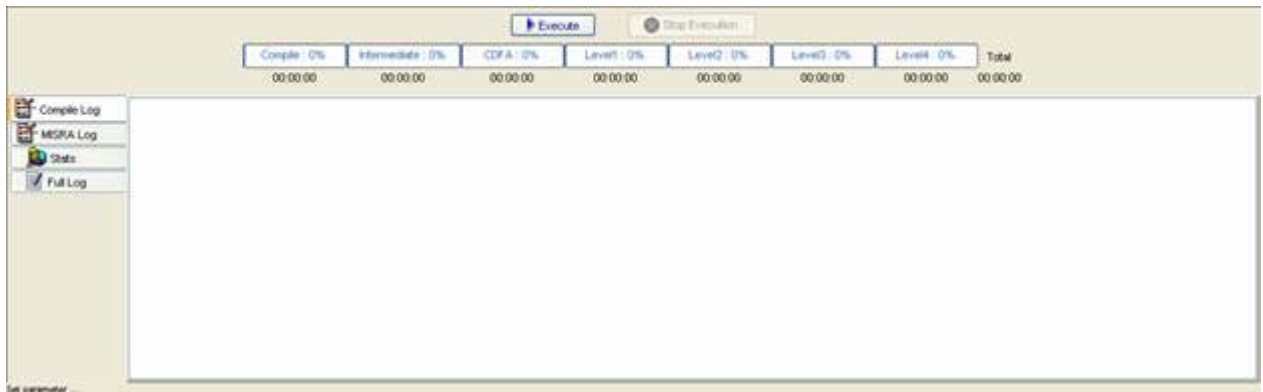 Execute Stop Execution
Compile : 0% Intermediate : 0% CDFA : 0% Level1 : 0% Level2 : 0% Level3 : 0% Level4 : 0% Total
00:00:00 00:00:00 00:00:00 00:00:00 00:00:00 00:00:00 00:00:00 00:00:00
Compile Log
MISRA Log
Stats
Full Log
Set parameter ...